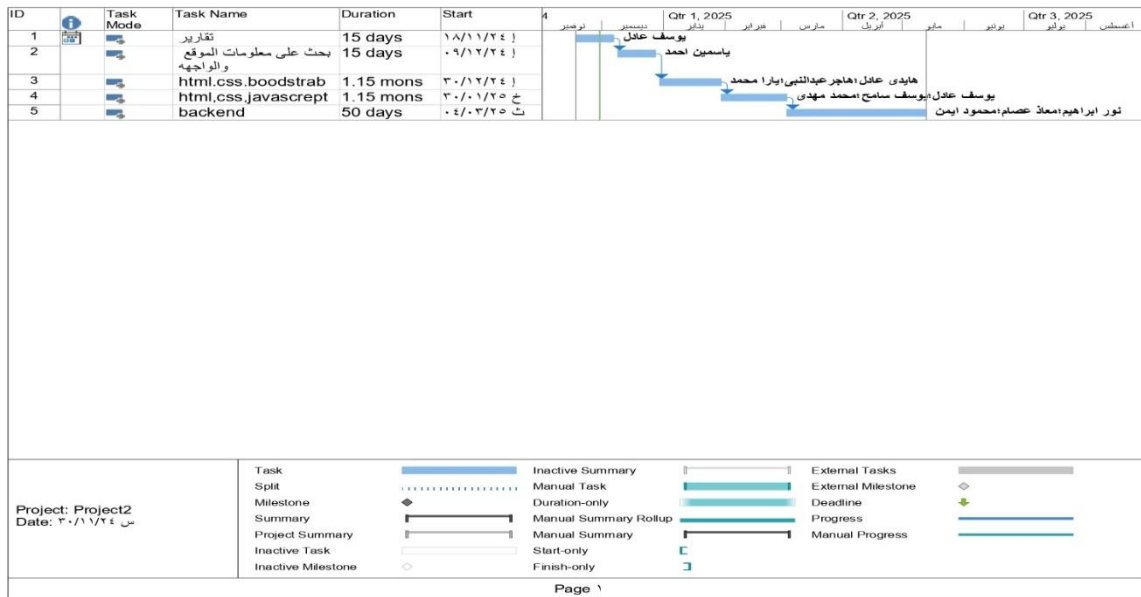 ID Task Mode Task Name Duration Start 4 Qtr 1, 2025 Qtr 2, 2025 Qtr 3, 2025
نوفمبر ديسمبر يناير فبراير مارس أبريل مايو يونيو يوليو أغسطس
1 تقارير 15 days إ ١٨/١١/٢٤ يوسف عادل
2 بحث على معلومات الموقع والواجهه 15 days إ ٠٩/١٢/٢٤ ياسمين احمد
3 html,css.boodstrab 1.15 mons إ ٣٠/١٢/٢٤ هايدى عادل؛هاجر عبدالنبى؛يارا محمد
4 html,css,javascrept 1.15 mons خ ٣٠/٠١/٢٥ يوسف عادل؛يوسف سامح؛محمد مهدى
5 backend 50 days ث ٠٤/٠٣/٢٥ نور ابراهيم؛معاذ عصام؛محمود ايمن
Project: Project2
Date: س ٣٠/١١/٢٤
Task
Split
Milestone
Summary
Project Summary
Inactive Task
Inactive Milestone
Inactive Summary
Manual Task
Duration-only
Manual Summary Rollup
Manual Summary
Start-only
Finish-only
External Tasks
External Milestone
Deadline
Progress
Manual Progress
Page ١